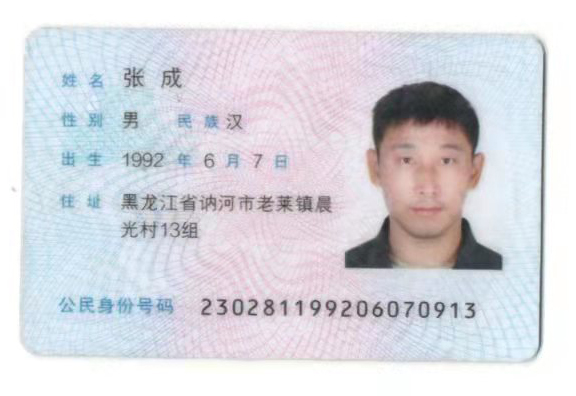 姓名 张成
性别 男 民族 汉
出生 1992 年 6 月 7 日
住址 黑龙江省讷河市老莱镇晨
光村13组
公民身份号码 230281199206070913